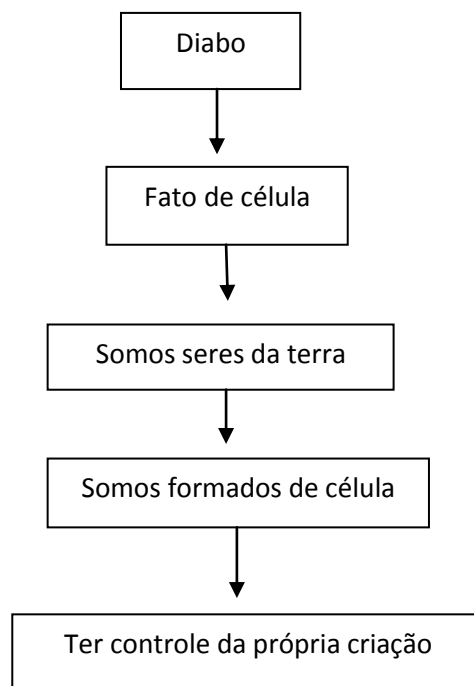 Diabo
Fato de célula
Somos seres da terra
Somos formados de célula
Ter controle da própria criação